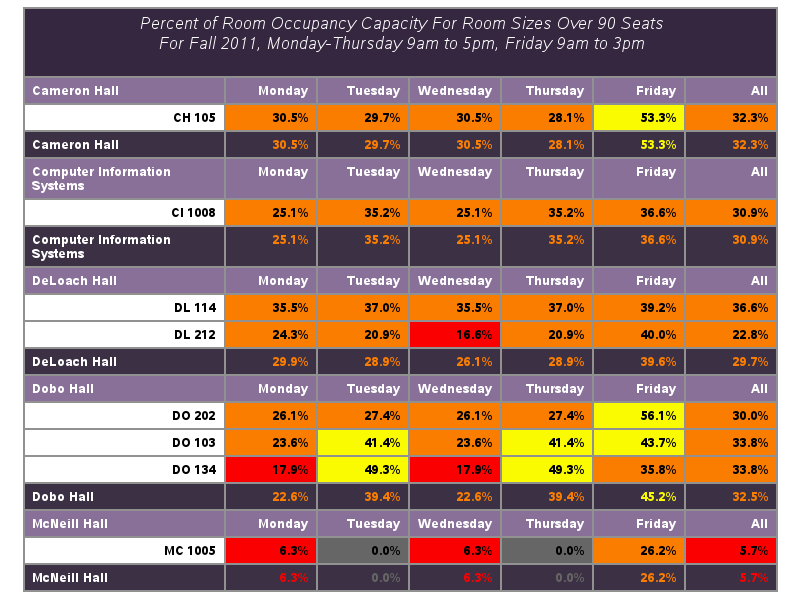 Percent of Room Occupancy Capacity For Room Sizes Over 90 Seats
For Fall 2011, Monday-Thursday 9am to 5pm, Friday 9am to 3pm
Cameron Hall Monday Tuesday Wednesday Thursday Friday All
CH 105 30.5% 29.7% 30.5% 28.1% 53.3% 32.3%
Cameron Hall 30.5% 29.7% 30.5% 28.1% 53.3% 32.3%
Computer Information Monday Tuesday Wednesday Thursday Friday All
Systems
CI 1008 25.1% 35.2% 25.1% 35.2% 36.6% 30.9%
Computer Information 25.1% 35.2% 25.1% 35.2% 36.6% 30.9%
Systems
DeLoach Hall Monday Tuesday Wednesday Thursday Friday All
DL 114 35.5% 37.0% 35.5% 37.0% 39.2% 36.6%
DL 212 24.3% 20.9% 16.6% 20.9% 40.0% 22.8%
DeLoach Hall 29.9% 28.9% 26.1% 28.9% 39.6% 29.7%
Dobo Hall Monday Tuesday Wednesday Thursday Friday All
DO 202 26.1% 27.4% 26.1% 27.4% 56.1% 30.0%
DO 103 23.6% 41.4% 23.6% 41.4% 43.7% 33.8%
DO 134 17.9% 49.3% 17.9% 49.3% 35.8% 33.8%
Dobo Hall 22.6% 39.4% 22.6% 39.4% 45.2% 32.5%
McNeill Hall Monday Tuesday Wednesday Thursday Friday All
MC 1005 6.3% 0.0% 6.3% 0.0% 26.2% 5.7%
McNeill Hall 6.3% 0.0% 6.3% 0.0% 26.2% 5.7%